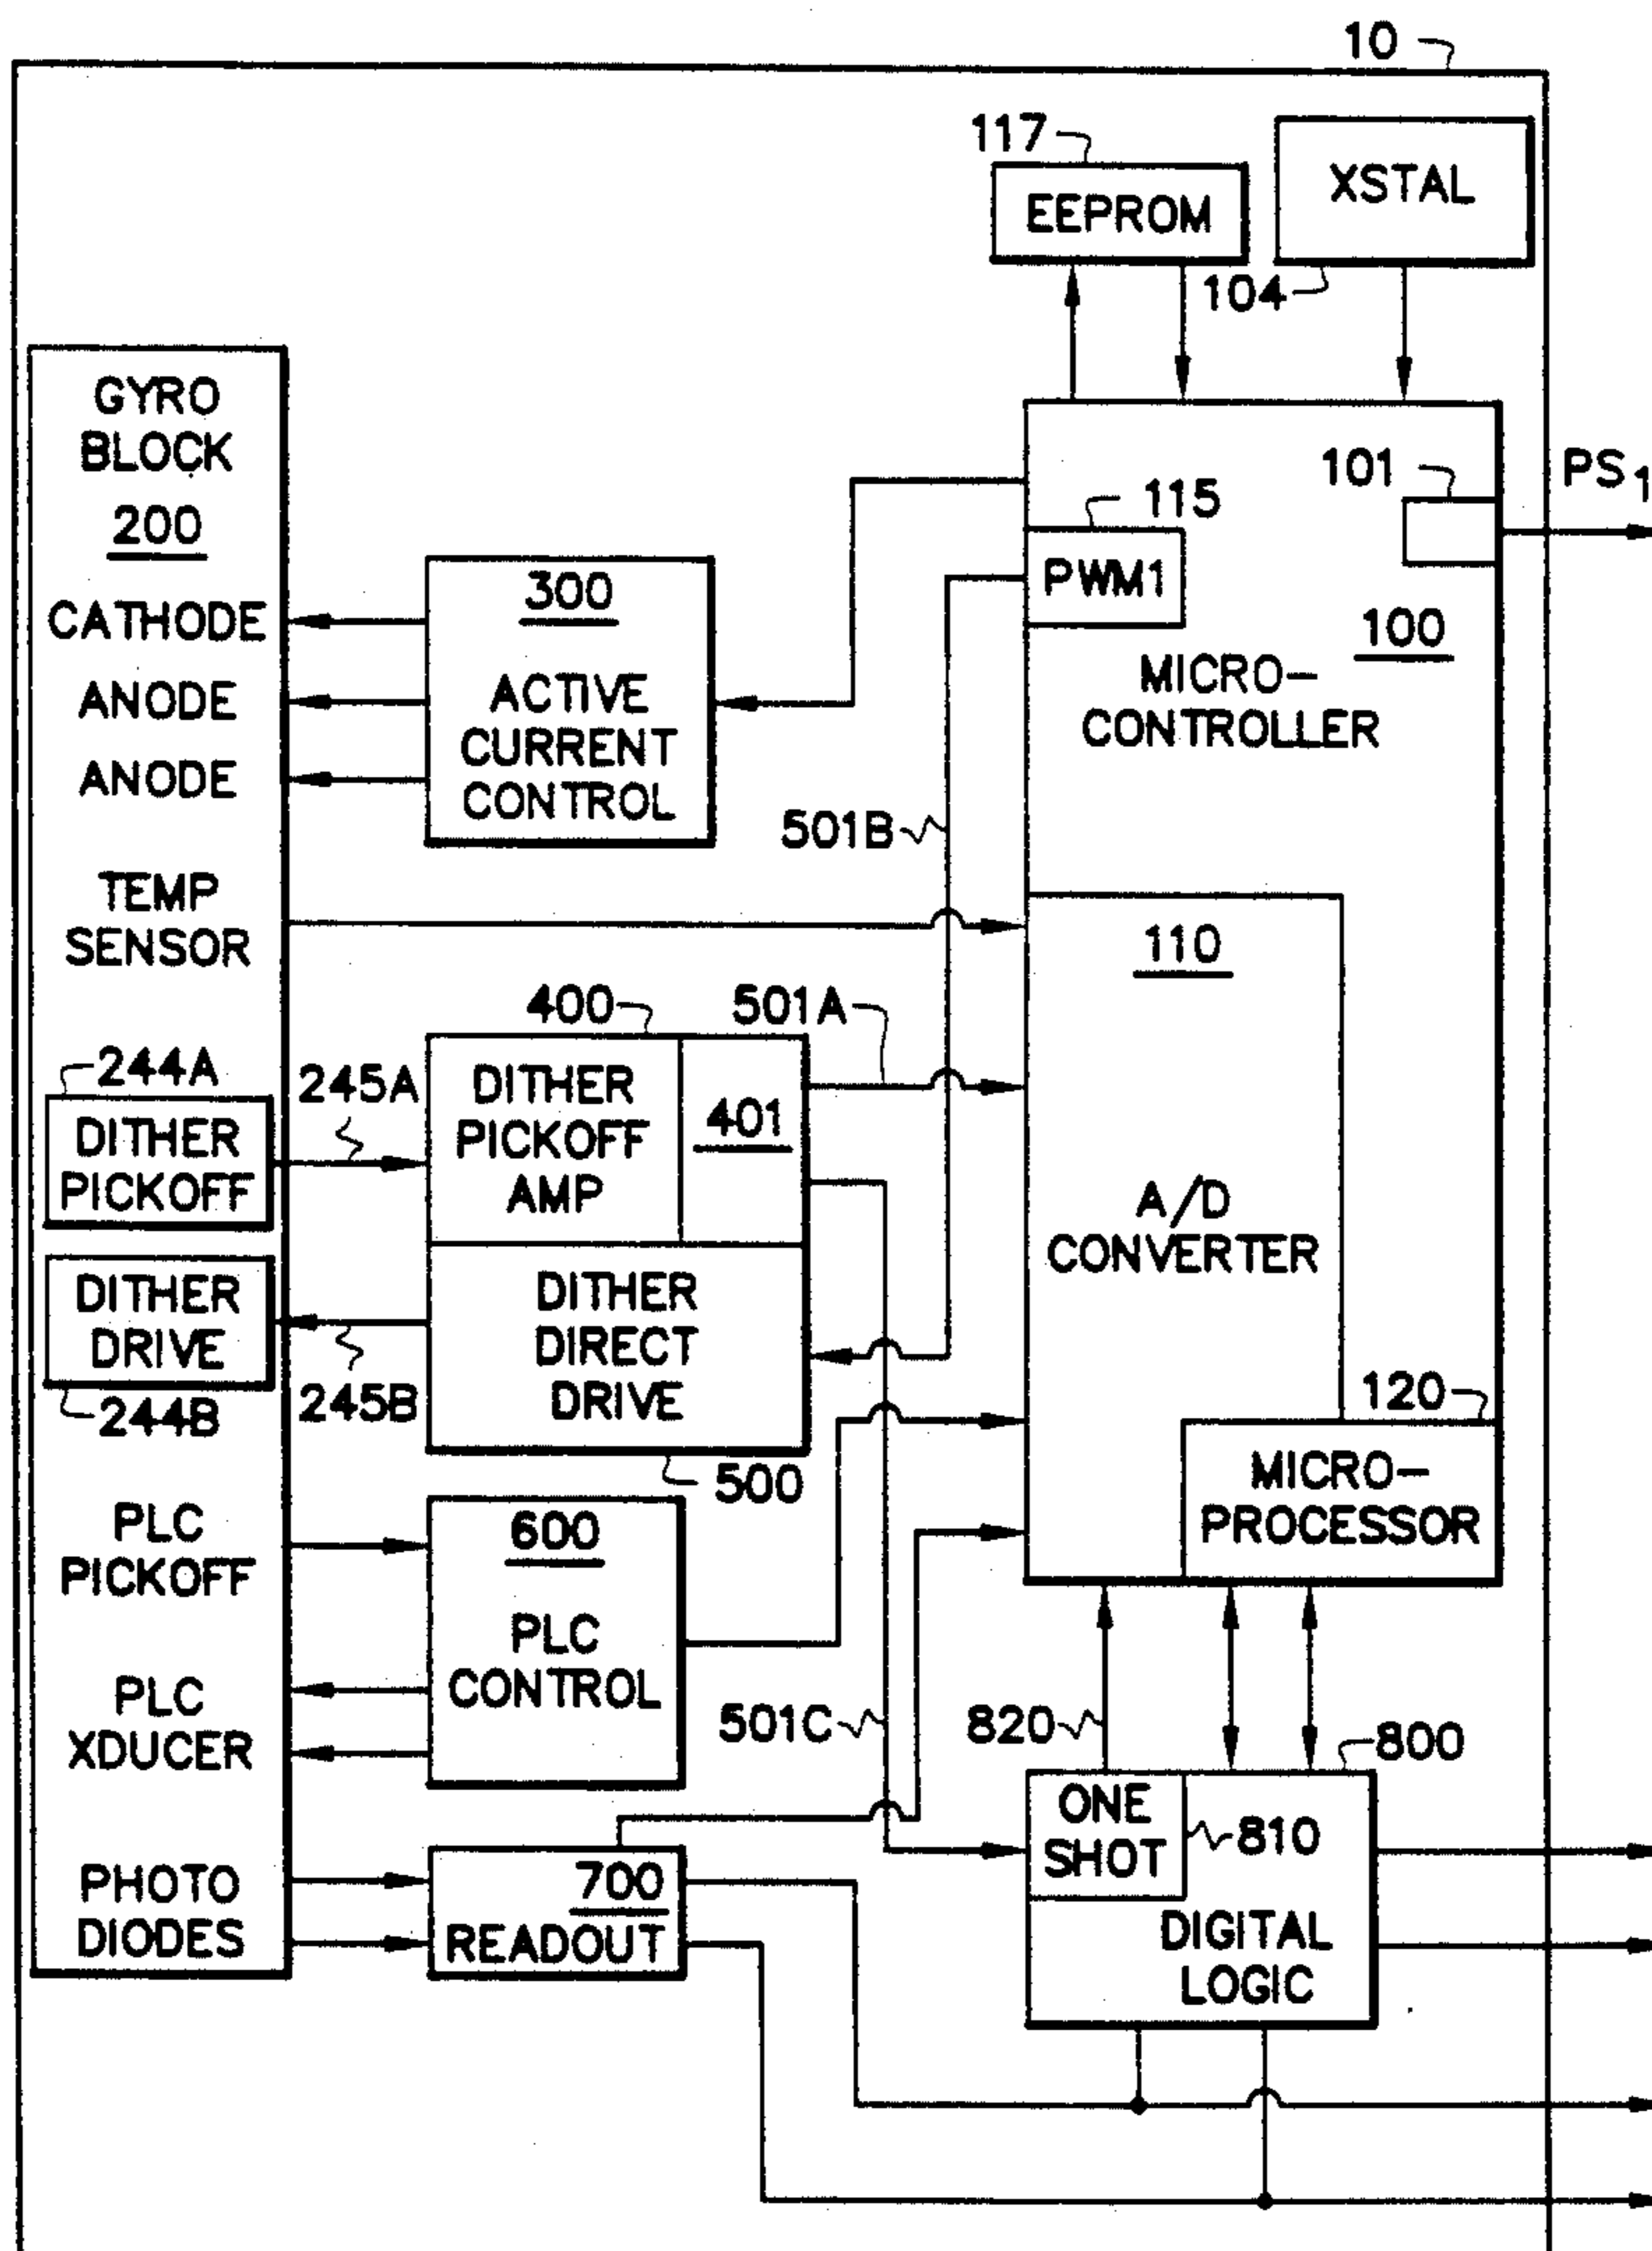 10
117
EEPROM
XSTAL
104
GYRO
BLOCK
200
CATHODE
ANODE
ANODE
TEMP
SENSOR
244A
DITHER
PICKOFF
DITHER
DRIVE
244B
PLC
PICKOFF
PLC
XDUCER
PHOTO
DIODES
245A
245B
300
ACTIVE
CURRENT
CONTROL
400
DITHER
PICKOFF
AMP
401
DITHER
DIRECT
DRIVE
500
600
PLC
CONTROL
700
READOUT
501B
501A
501C
115
PWM1
101
PS1
100
MICRO-
CONTROLLER
110
A/D
CONVERTER
120
MICRO-
PROCESSOR
820
800
ONE
SHOT
810
DIGITAL
LOGIC